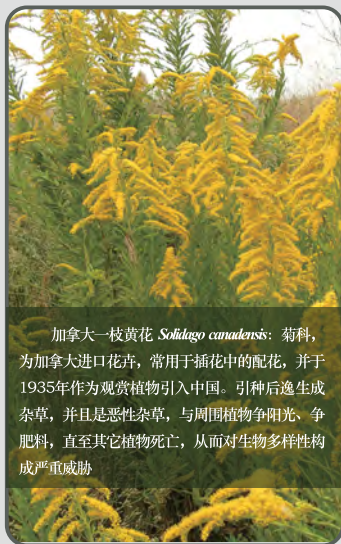 加拿大一枝黄花 Solidago canadensis：菊科，
为加拿大进口花卉，常用于插花中的配花，并于
1935年作为观赏植物引入中国。引种后逸生成
杂草，并且是恶性杂草，与周围植物争阳光、争
肥料，直至其它植物死亡，从而对生物多样性构
成严重威胁